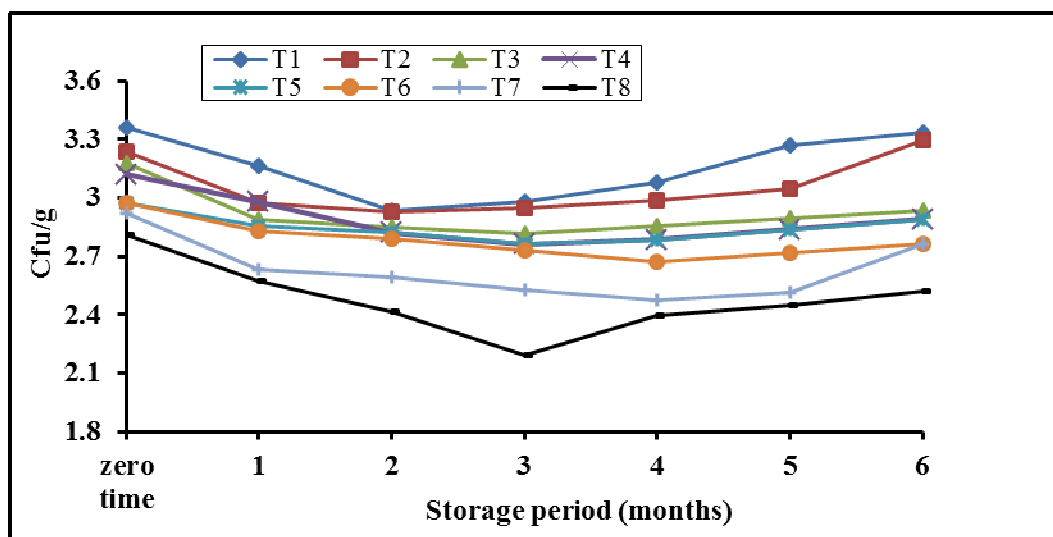 T1 T2 T3 T4
T5 T6 T7 T8
3.6
3.3
3
2.7
2.4
2.1
1.8
Cfu/g
zero time 1 2 3 4 5 6
Storage period (months)